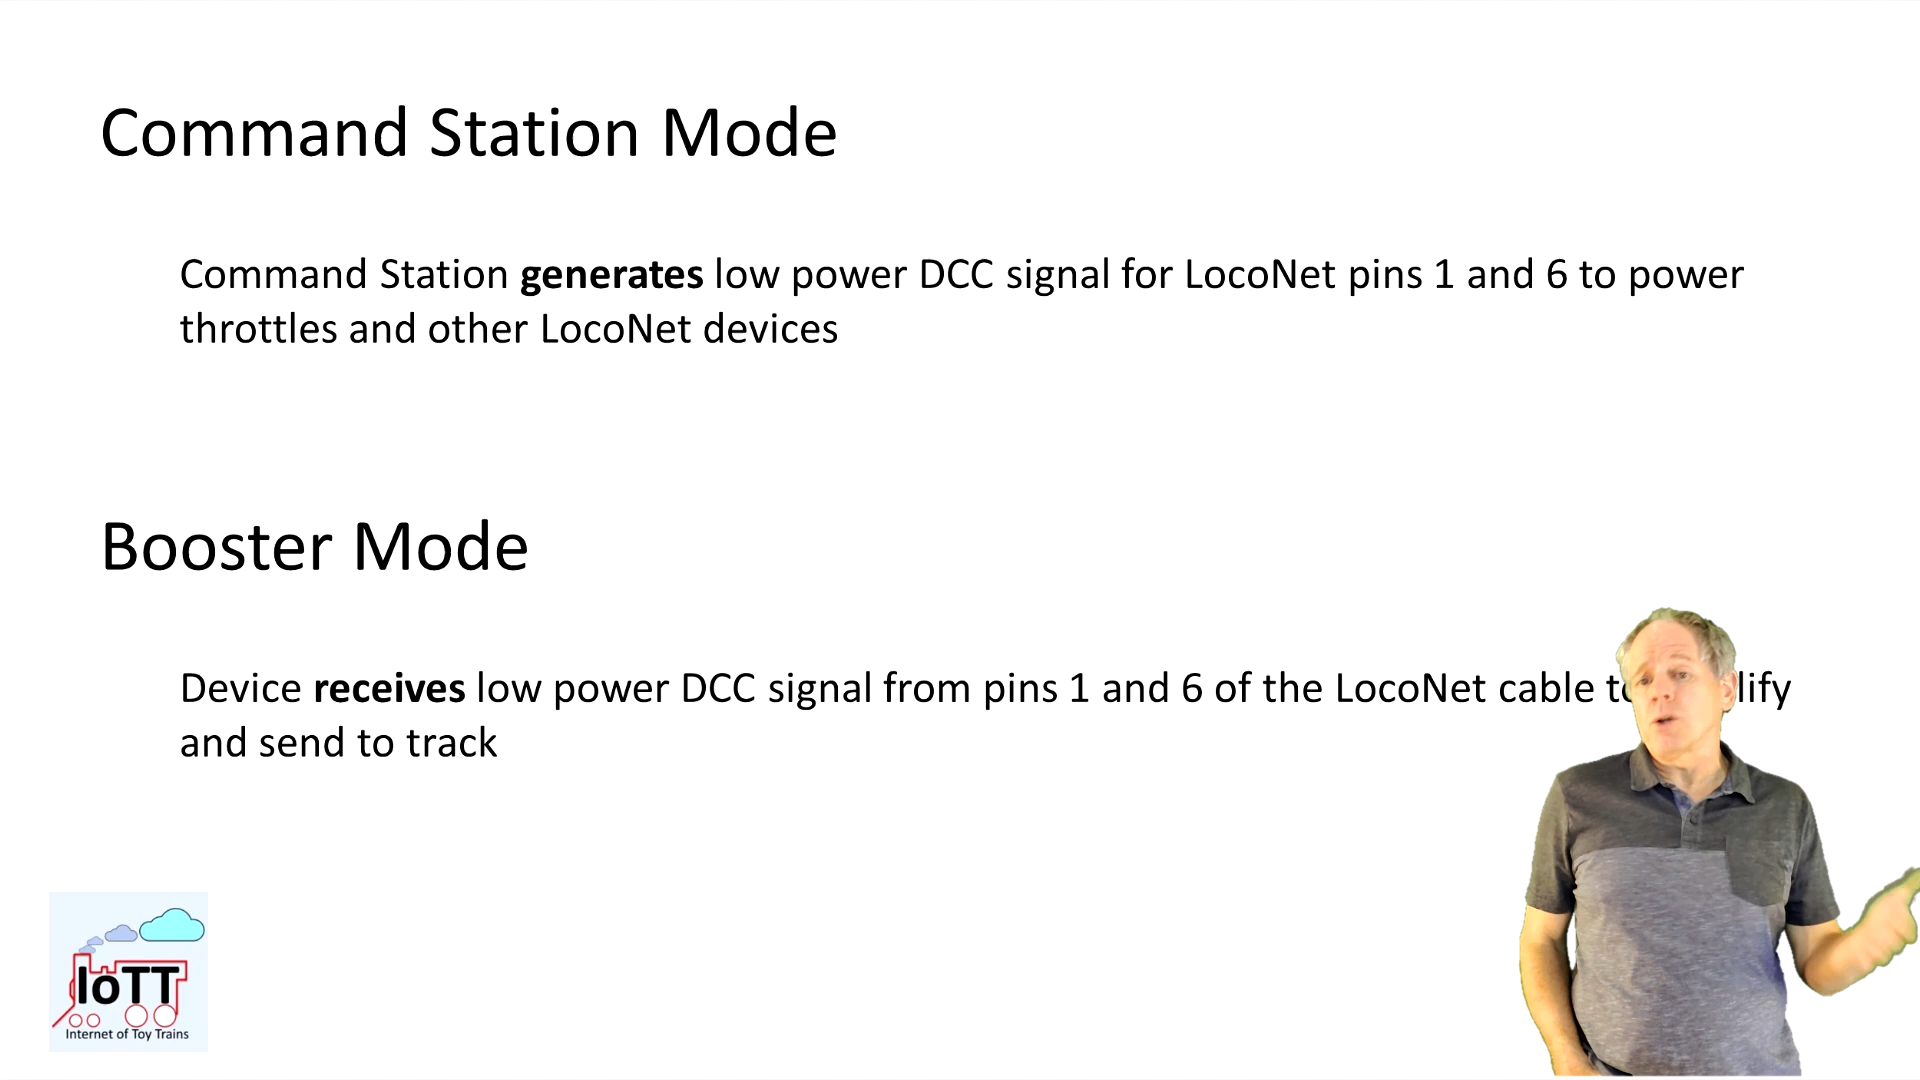 Command Station Mode
Command Station generates low power DCC signal for LocoNet pins 1 and 6 to power
throttles and other LocoNet devices
Booster Mode
Device receives low power DCC signal from pins 1 and 6 of the LocoNet cable
and send to track
IoTT
Internet of Toy Trains